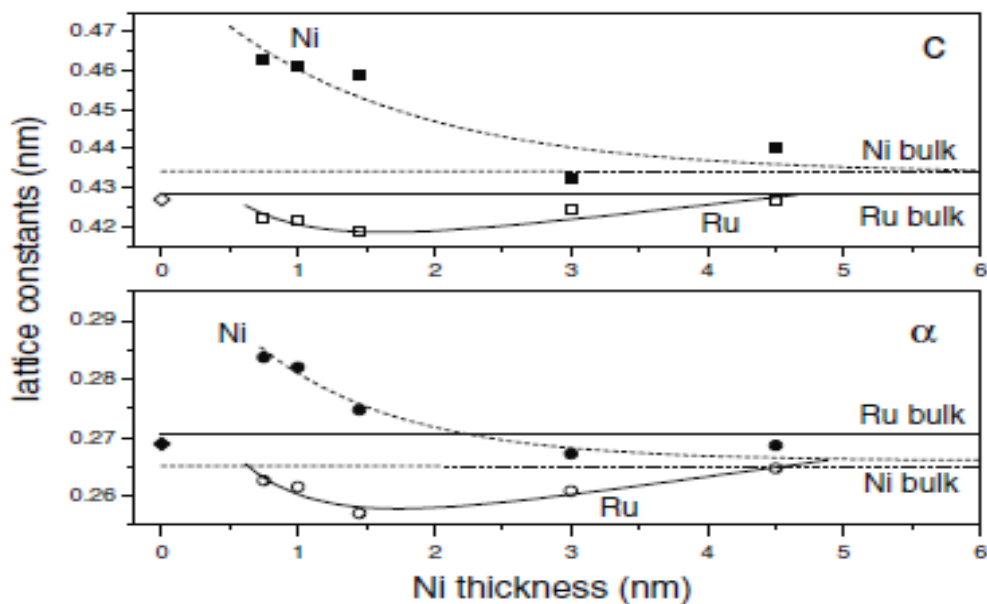 0.47
Ni
C
0.46
0.45
0.44
Ni bulk
0.43
0.42
Ru
Ru bulk
0 1 2 3 4 5 6
lattice constants (nm)
0.29
Ni
α
0.28
Ru bulk
0.27
0.26
Ru
Ni bulk
0 1 2 3 4 5 6
Ni thickness (nm)